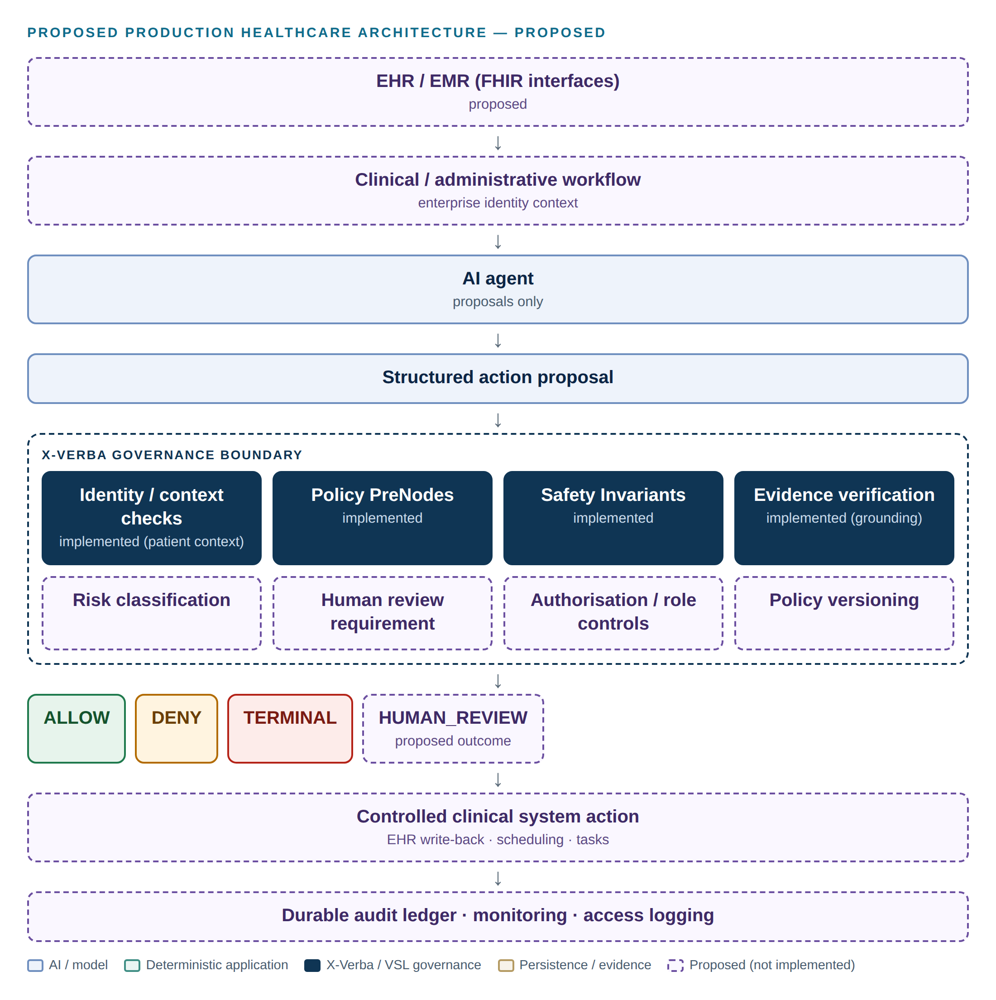 PROPOSED PRODUCTION HEALTHCARE ARCHITECTURE — PROPOSED
EHR / EMR (FHIR interfaces)
proposed
↓
Clinical / administrative workflow
enterprise identity context
↓
AI agent
proposals only
↓
Structured action proposal
↓
X-VERBA GOVERNANCE BOUNDARY
Identity / context
checks
implemented (patient context)
Policy PreNodes
implemented
Safety Invariants
implemented
Evidence verification
implemented (grounding)
Risk classification
Human review
requirement
Authorisation / role
controls
Policy versioning
↓
ALLOW
DENY
TERMINAL
HUMAN_REVIEW
proposed outcome
↓
Controlled clinical system action
EHR write-back · scheduling · tasks
↓
Durable audit ledger · monitoring · access logging
AI / model
Deterministic application
X-Verba / VSL governance
Persistence / evidence
Proposed (not implemented)